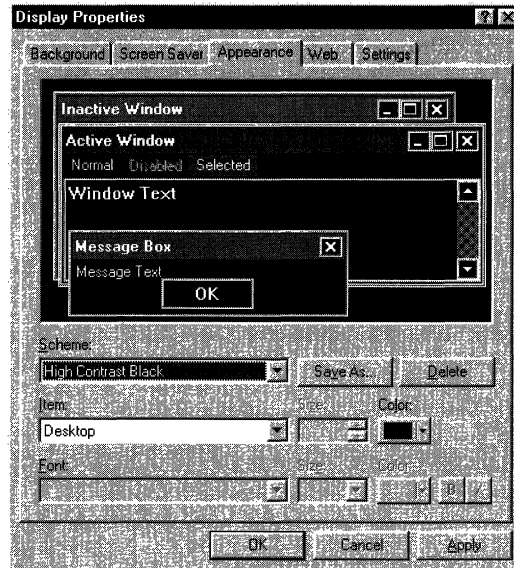 Display Properties
Background Screen Saver Appearance Web Settings
Inactive Window
Active Window
Normal Disabled Selected
Window Text
Message Box
Message Text
OK
Scheme:
High Contrast Black Save As... Delete
Item: Size: Color:
Desktop
Font: Size: Color:
B I
OK Cancel Apply